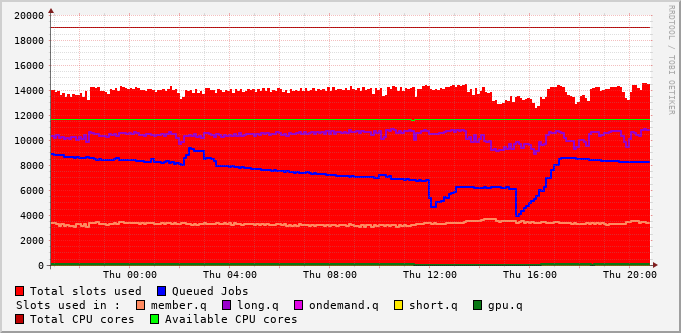 20000
18000
16000
14000
12000
10000
8000
6000
4000
2000
0
Thu 00:00 Thu 04:00 Thu 08:00 Thu 12:00 Thu 16:00 Thu 20:00
RRDTOOL / TOBI OETIKER
Total slots used Queued Jobs
Slots used in : member.q long.q ondemand.q short.q gpu.q
Total CPU cores Available CPU cores